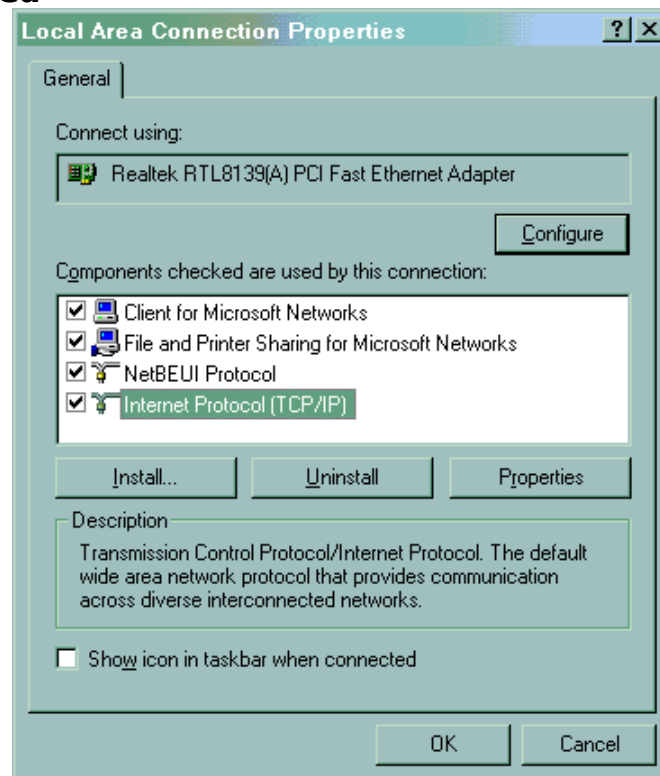 Local Area Connection Properties
General
Connect using:
Realtek RTL8139(A) PCI Fast Ethernet Adapter
Configure
Components checked are used by this connection:
Client for Microsoft Networks
File and Printer Sharing for Microsoft Networks
NetBEUI Protocol
Internet Protocol (TCP/IP)
Install...
Uninstall
Properties
Description
Transmission Control Protocol/Internet Protocol. The default
wide area network protocol that provides communication
across diverse interconnected networks.
Show icon in taskbar when connected
OK
Cancel